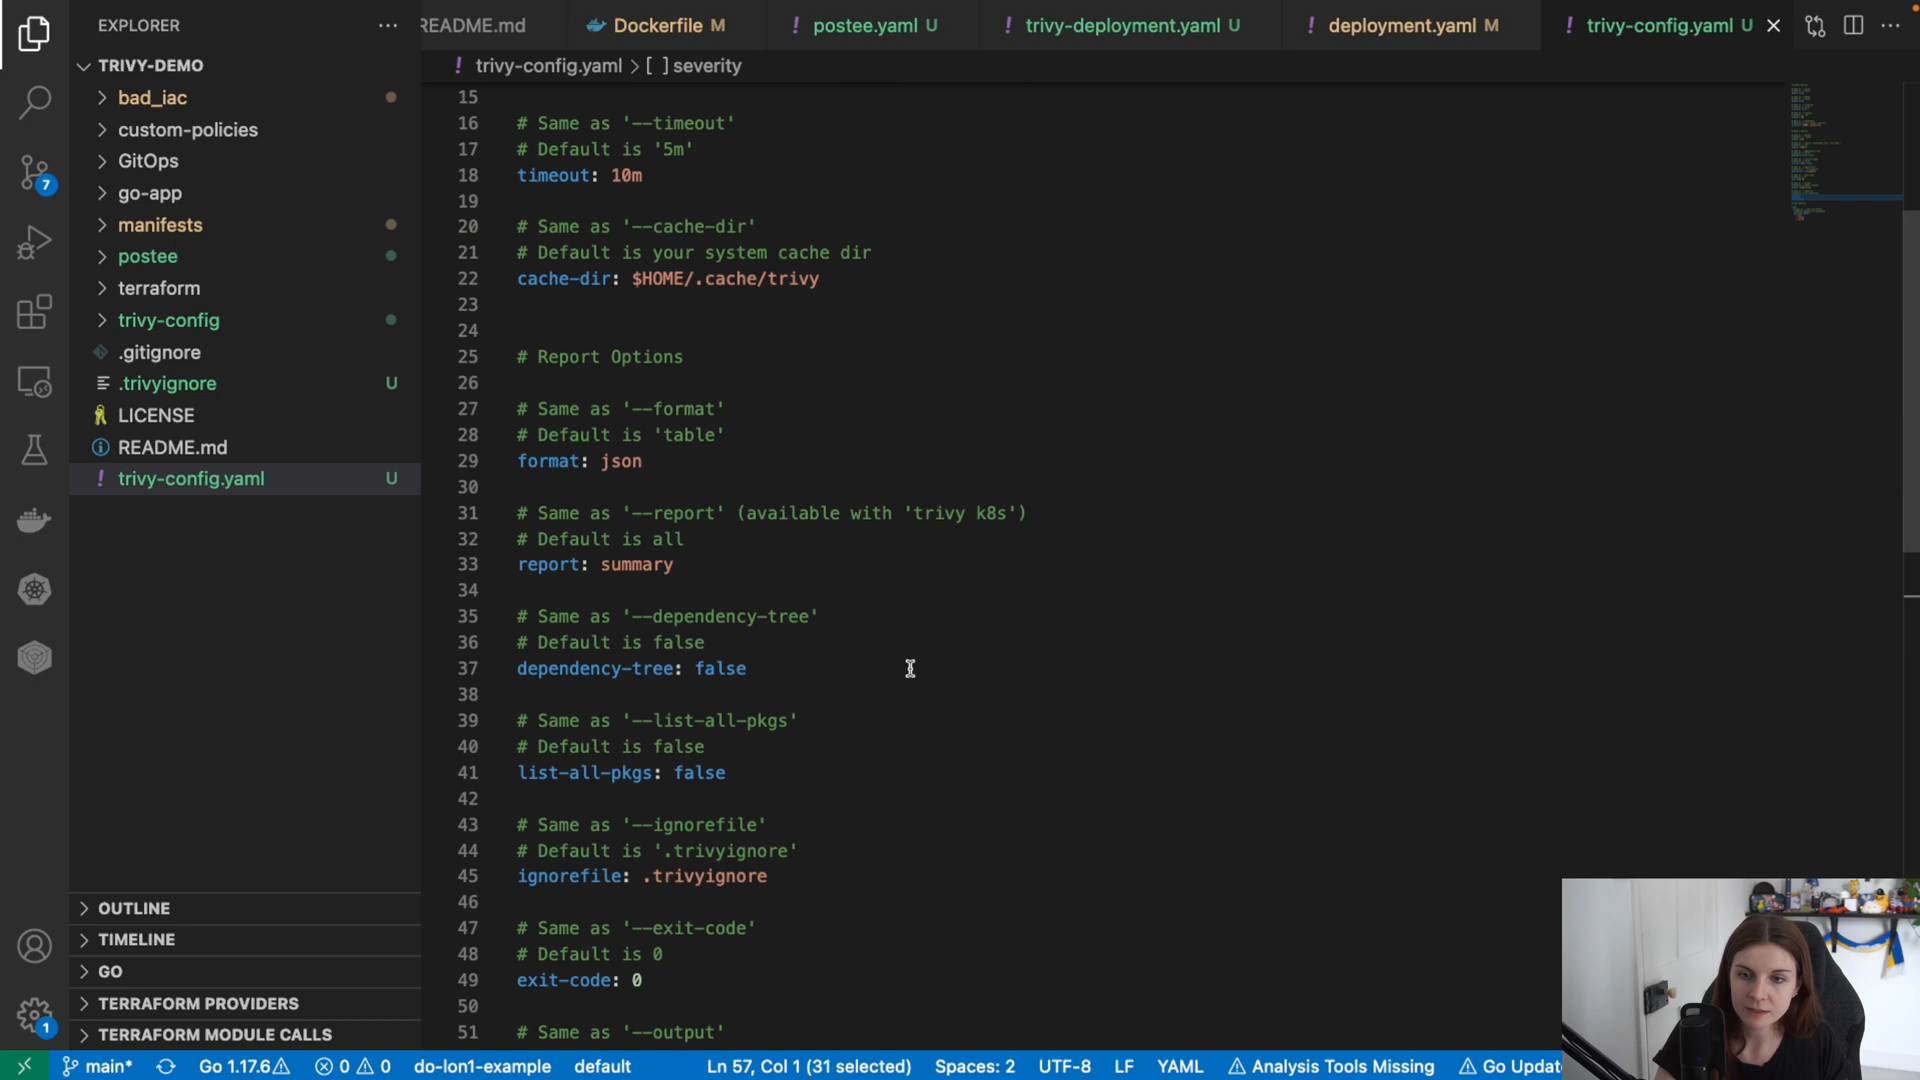 EXPLORER
TRIVY-DEMO
bad_iac
custom-policies
GitOps
go-app
manifests
postee
terraform
trivy-config
.gitignore
.trivyignore U
LICENSE
README.md
trivy-config.yaml U
OUTLINE
TIMELINE
GO
TERRAFORM PROVIDERS
TERRAFORM MODULE CALLS
7
1
README.md
Dockerfile M
! postee.yaml U
! trivy-deployment.yaml U
! deployment.yaml M
! trivy-config.yaml U
! trivy-config.yaml > [ ] severity
15
16 # Same as '--timeout'
17 # Default is '5m'
18 timeout: 10m
19
20 # Same as '--cache-dir'
21 # Default is your system cache dir
22 cache-dir: $HOME/.cache/trivy
23
24
25 # Report Options
26
27 # Same as '--format'
28 # Default is 'table'
29 format: json
30
31 # Same as '--report' (available with 'trivy k8s')
32 # Default is all
33 report: summary
34
35 # Same as '--dependency-tree'
36 # Default is false
37 dependency-tree: false
38
39 # Same as '--list-all-pkgs'
40 # Default is false
41 list-all-pkgs: false
42
43 # Same as '--ignorefile'
44 # Default is '.trivyignore'
45 ignorefile: .trivyignore
46
47 # Same as '--exit-code'
48 # Default is 0
49 exit-code: 0
50
51 # Same as '--output'
main* Go 1.17.6 0 0 do-lon1-example default Ln 57, Col 1 (31 selected) Spaces: 2 UTF-8 LF YAML Analysis Tools Missing Go Updat